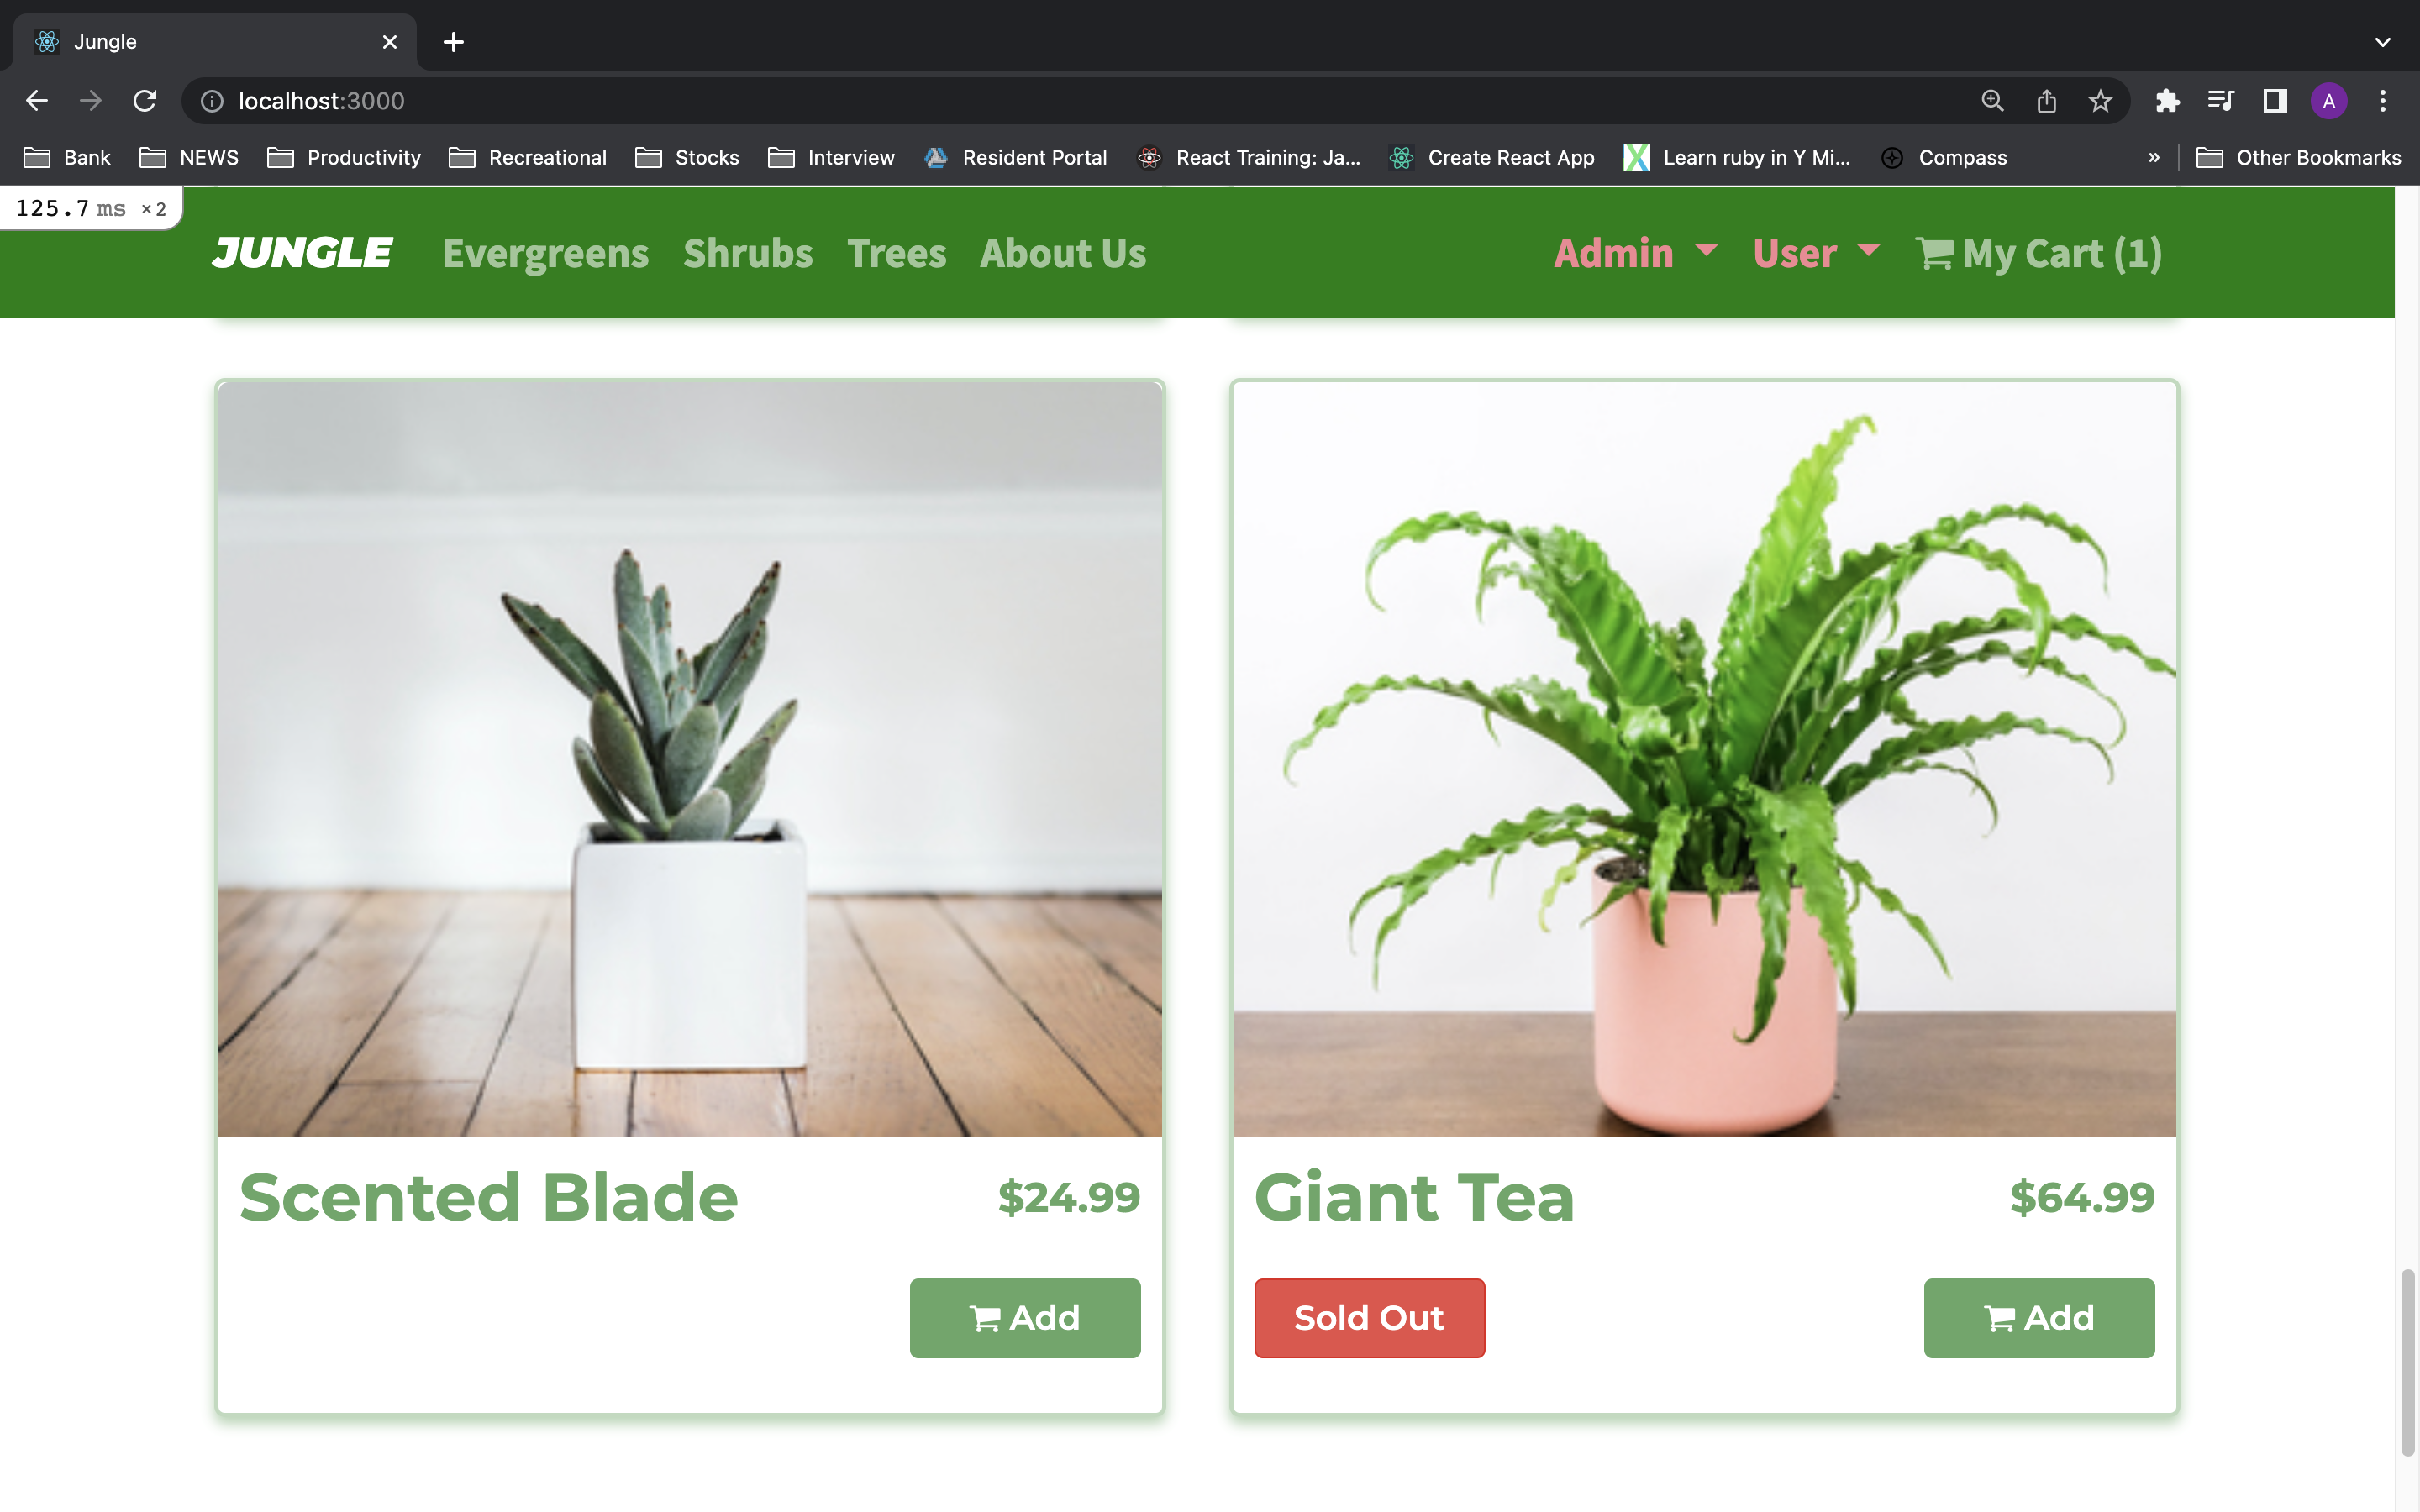 Jungle
localhost:3000
A
Bank NEWS Productivity Recreational Stocks Interview Resident Portal React Training: Ja... Create React App Learn ruby in Y Mi... Compass » Other Bookmarks
125.7 ms ×2
JUNGLE Evergreens Shrubs Trees About Us Admin User My Cart (1)
Scented Blade $24.99
Add
Giant Tea $64.99
Sold Out Add